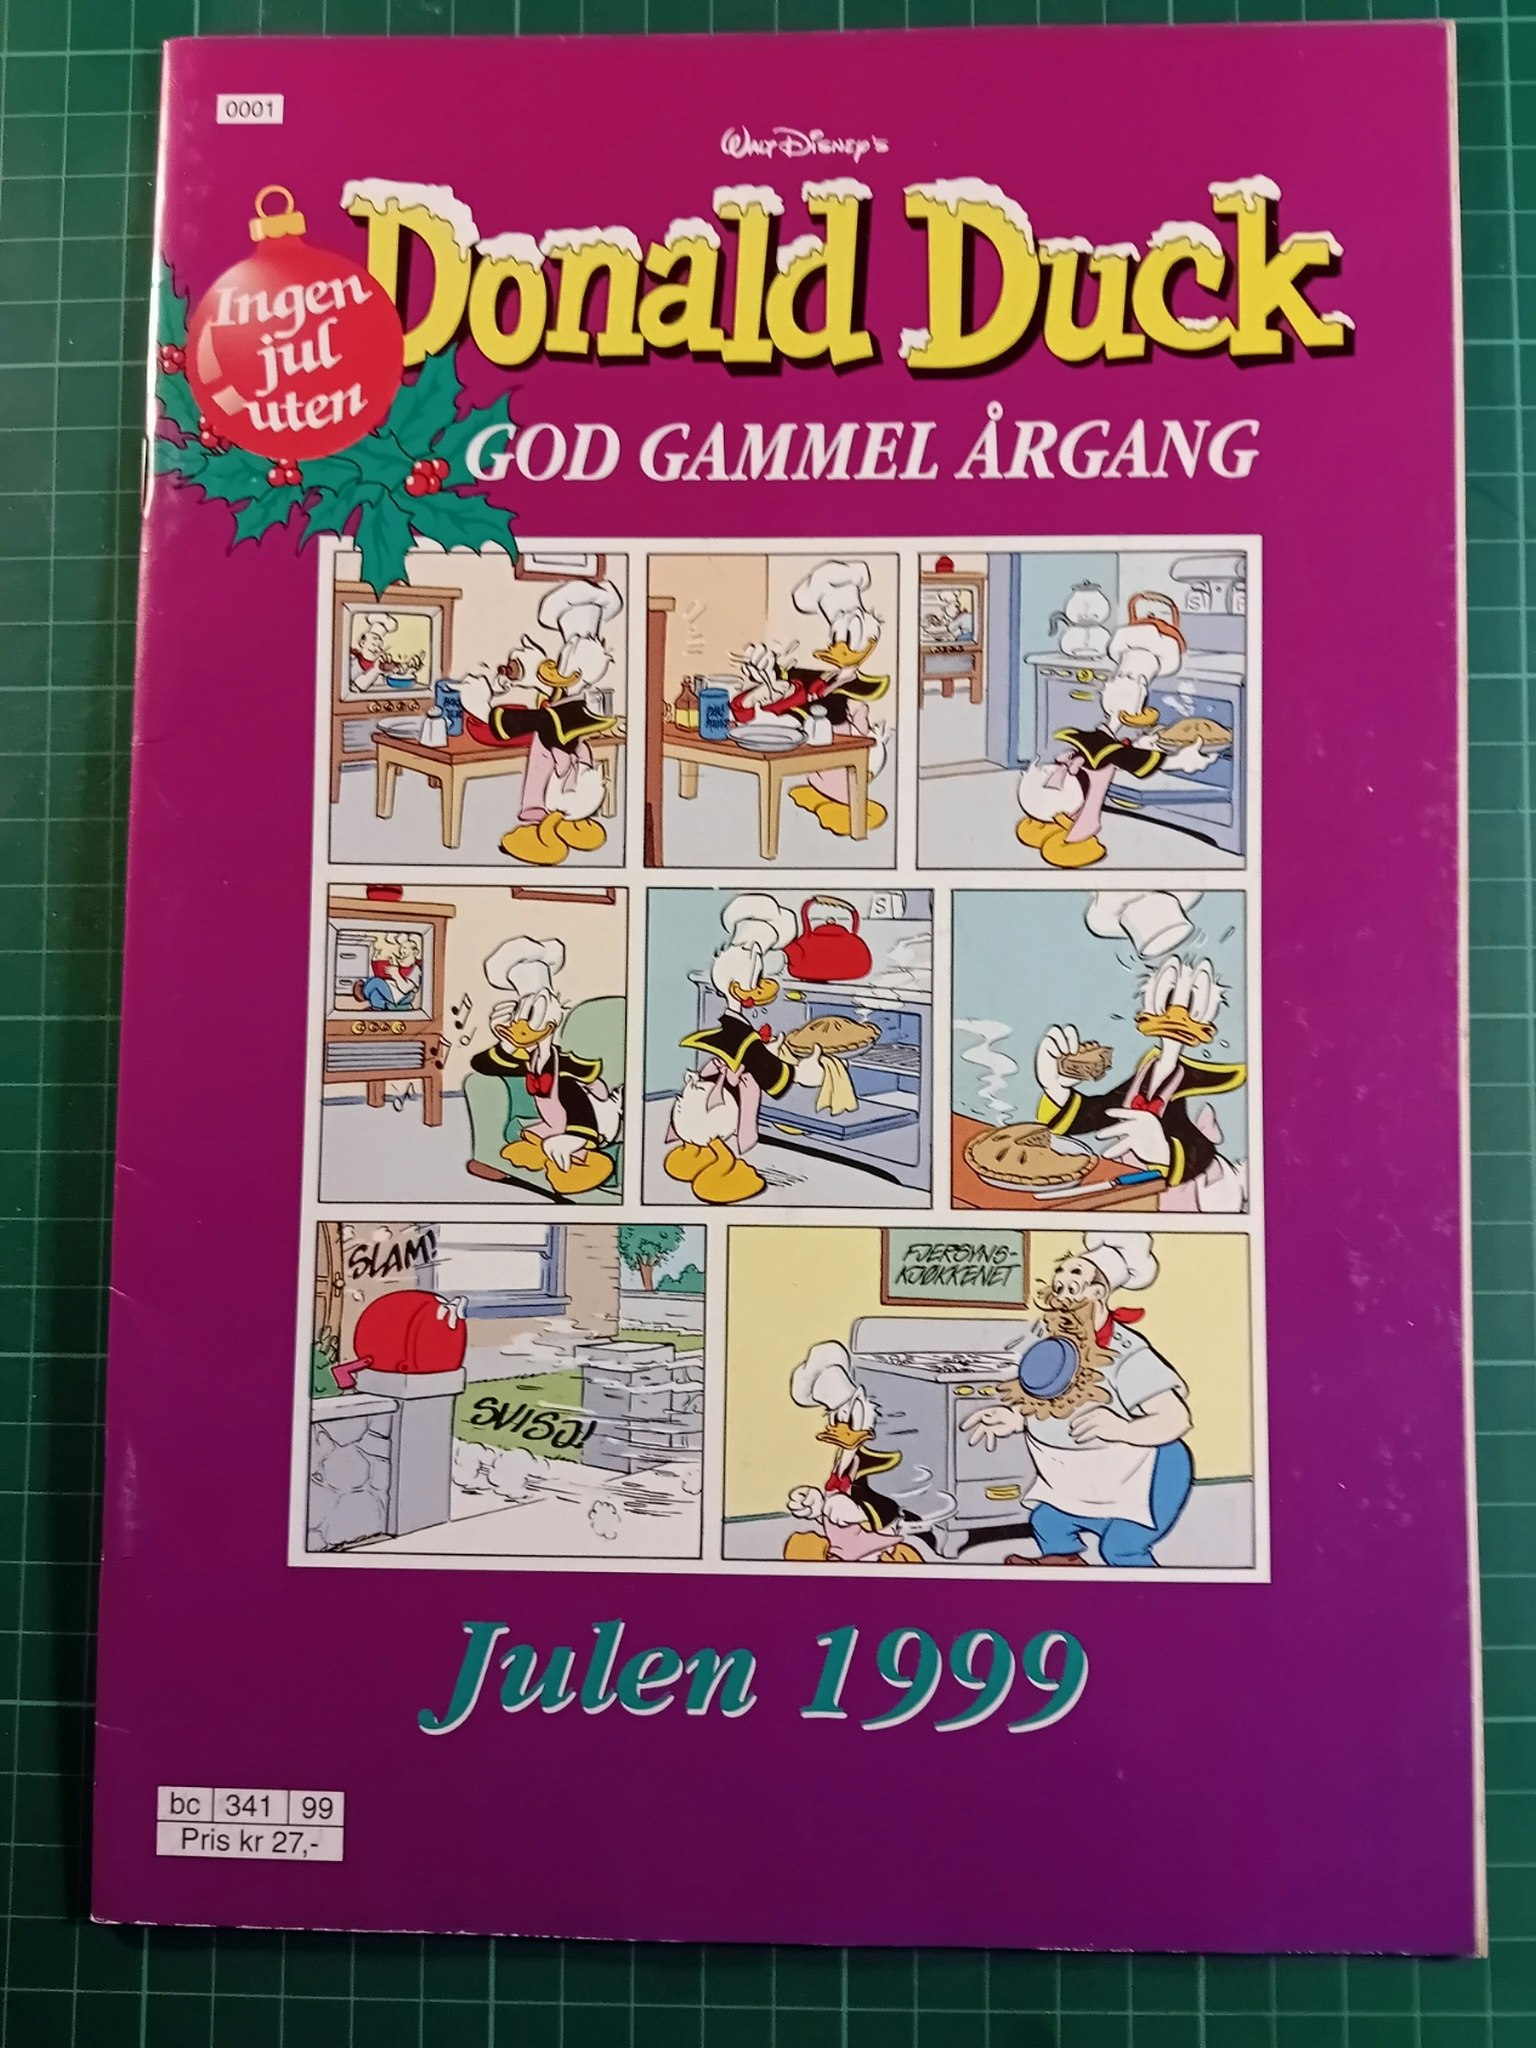 0001
Walt Disney's
Donald Duck
Ingen
jul
uten
GOD GAMMEL ÅRGANG
S
S
SLAM!
SVISJ!
FJERSYNS-
KJØKKENET
Julen 1999
bc 341 99
Pris kr 27,-